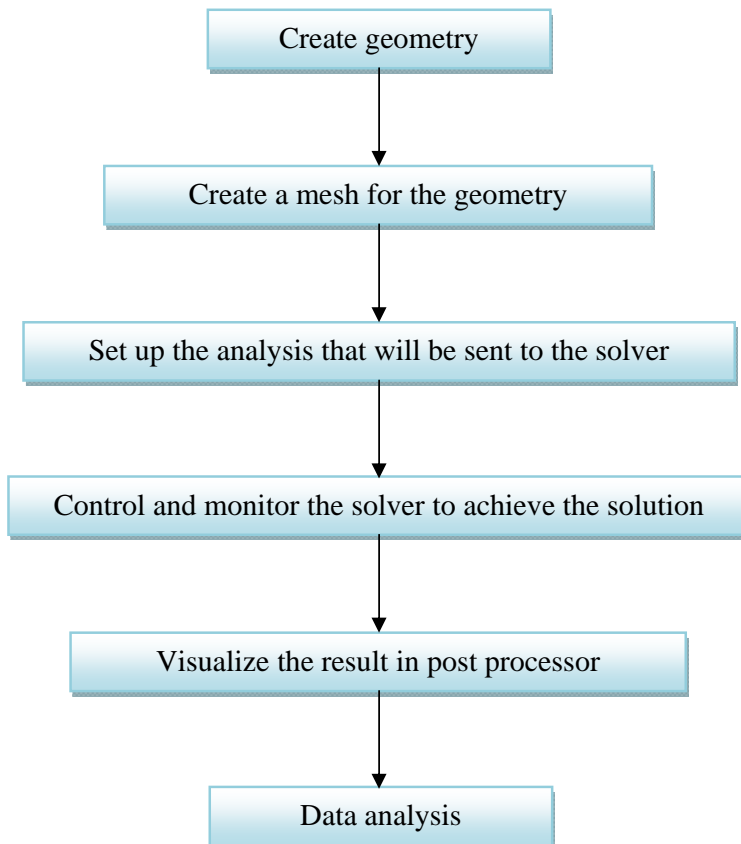 Create geometry
Create a mesh for the geometry
Set up the analysis that will be sent to the solver
Control and monitor the solver to achieve the solution
Visualize the result in post processor
Data analysis